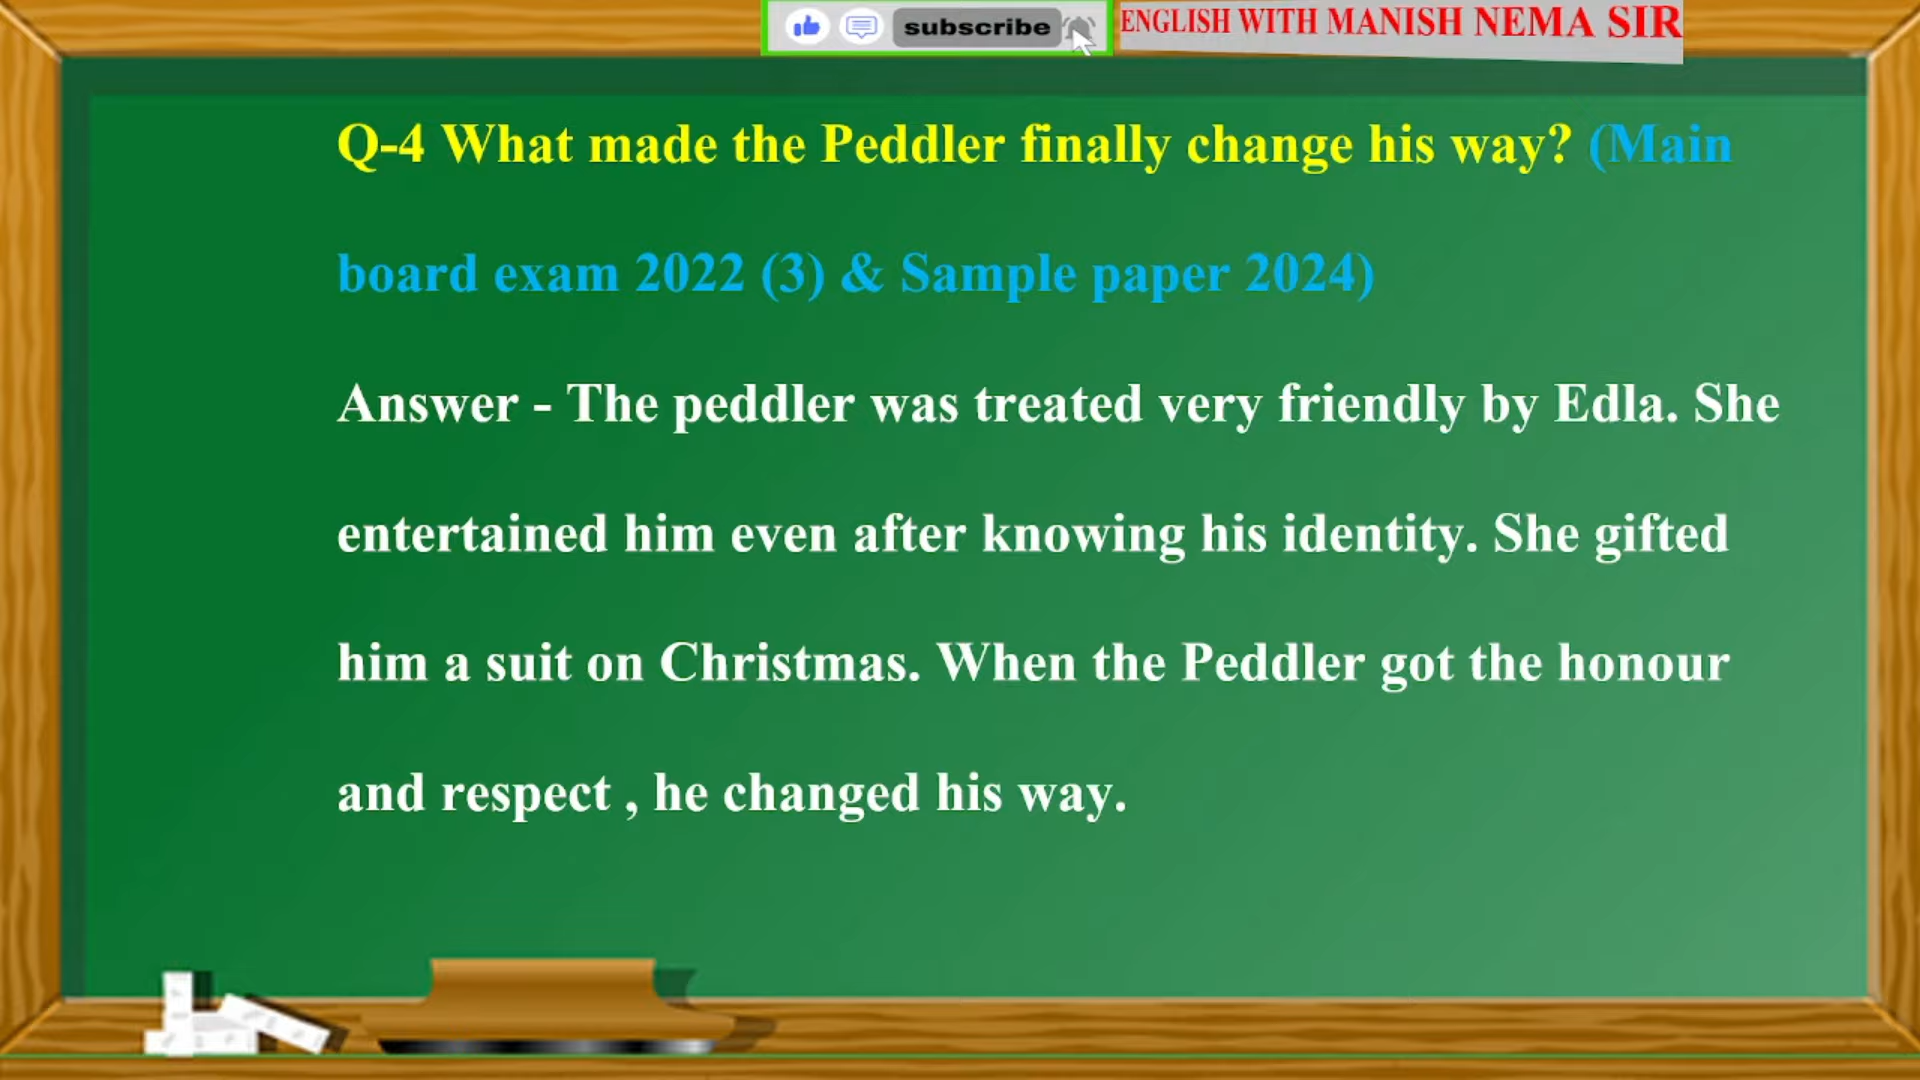 subscribe
ENGLISH WITH MANISH NEMA SIR
Q-4 What made the Peddler finally change his way? (Main
board exam 2022 (3) & Sample paper 2024)
Answer - The peddler was treated very friendly by Edla. She
entertained him even after knowing his identity. She gifted
him a suit on Christmas. When the Peddler got the honour
and respect , he changed his way.